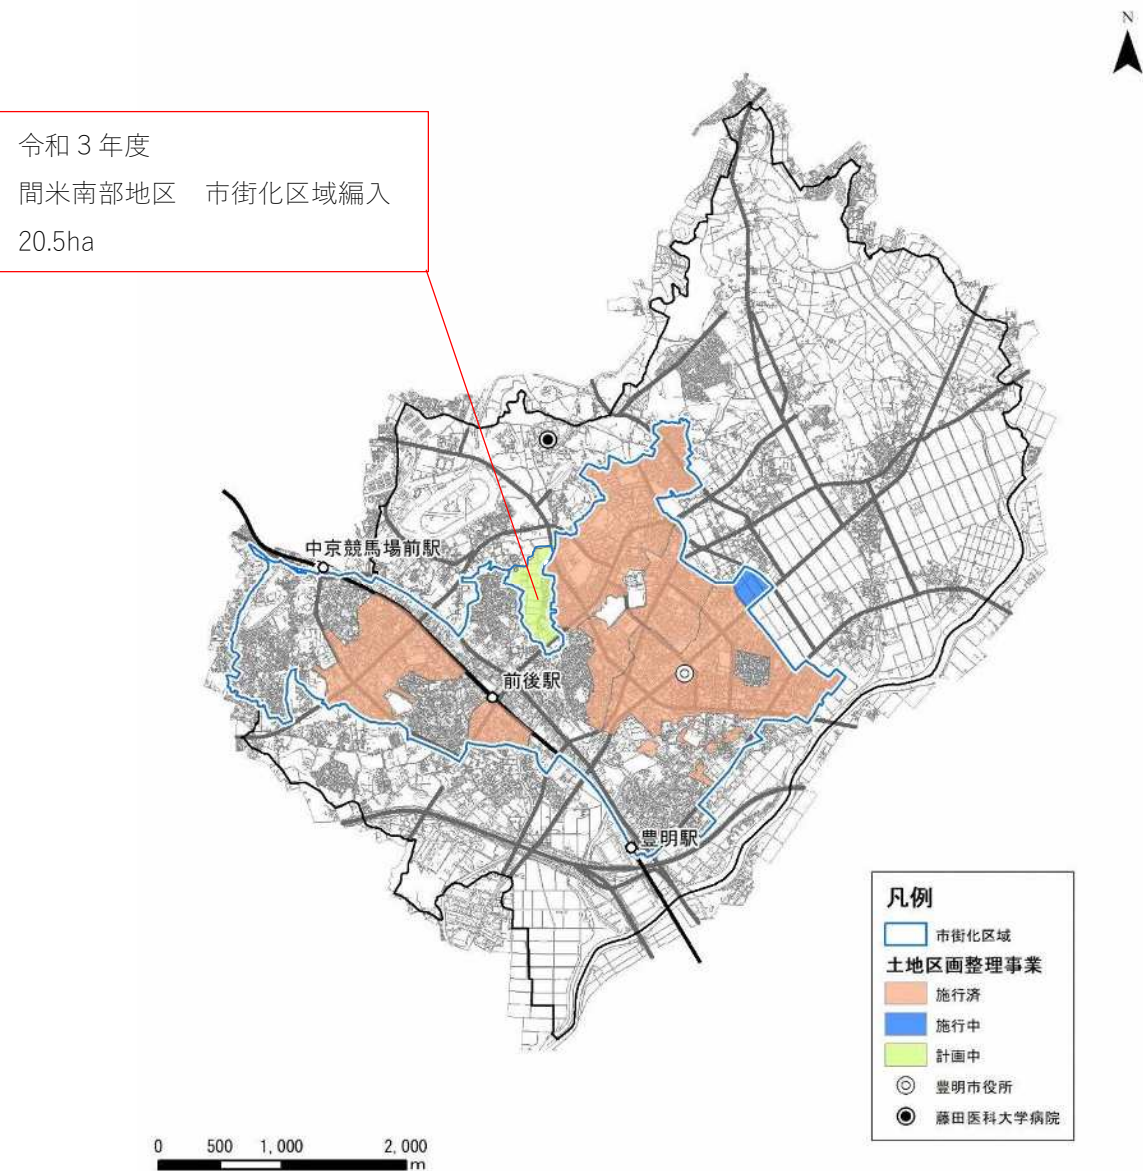 N
令和３年度
間米南部地区　市街化区域編入
20.5ha
中京競馬場前駅
前後駅
豊明駅
凡例
市街化区域
土地区画整理事業
施行済
施行中
計画中
豊明市役所
藤田医科大学病院
0 500 1,000 2,000
m